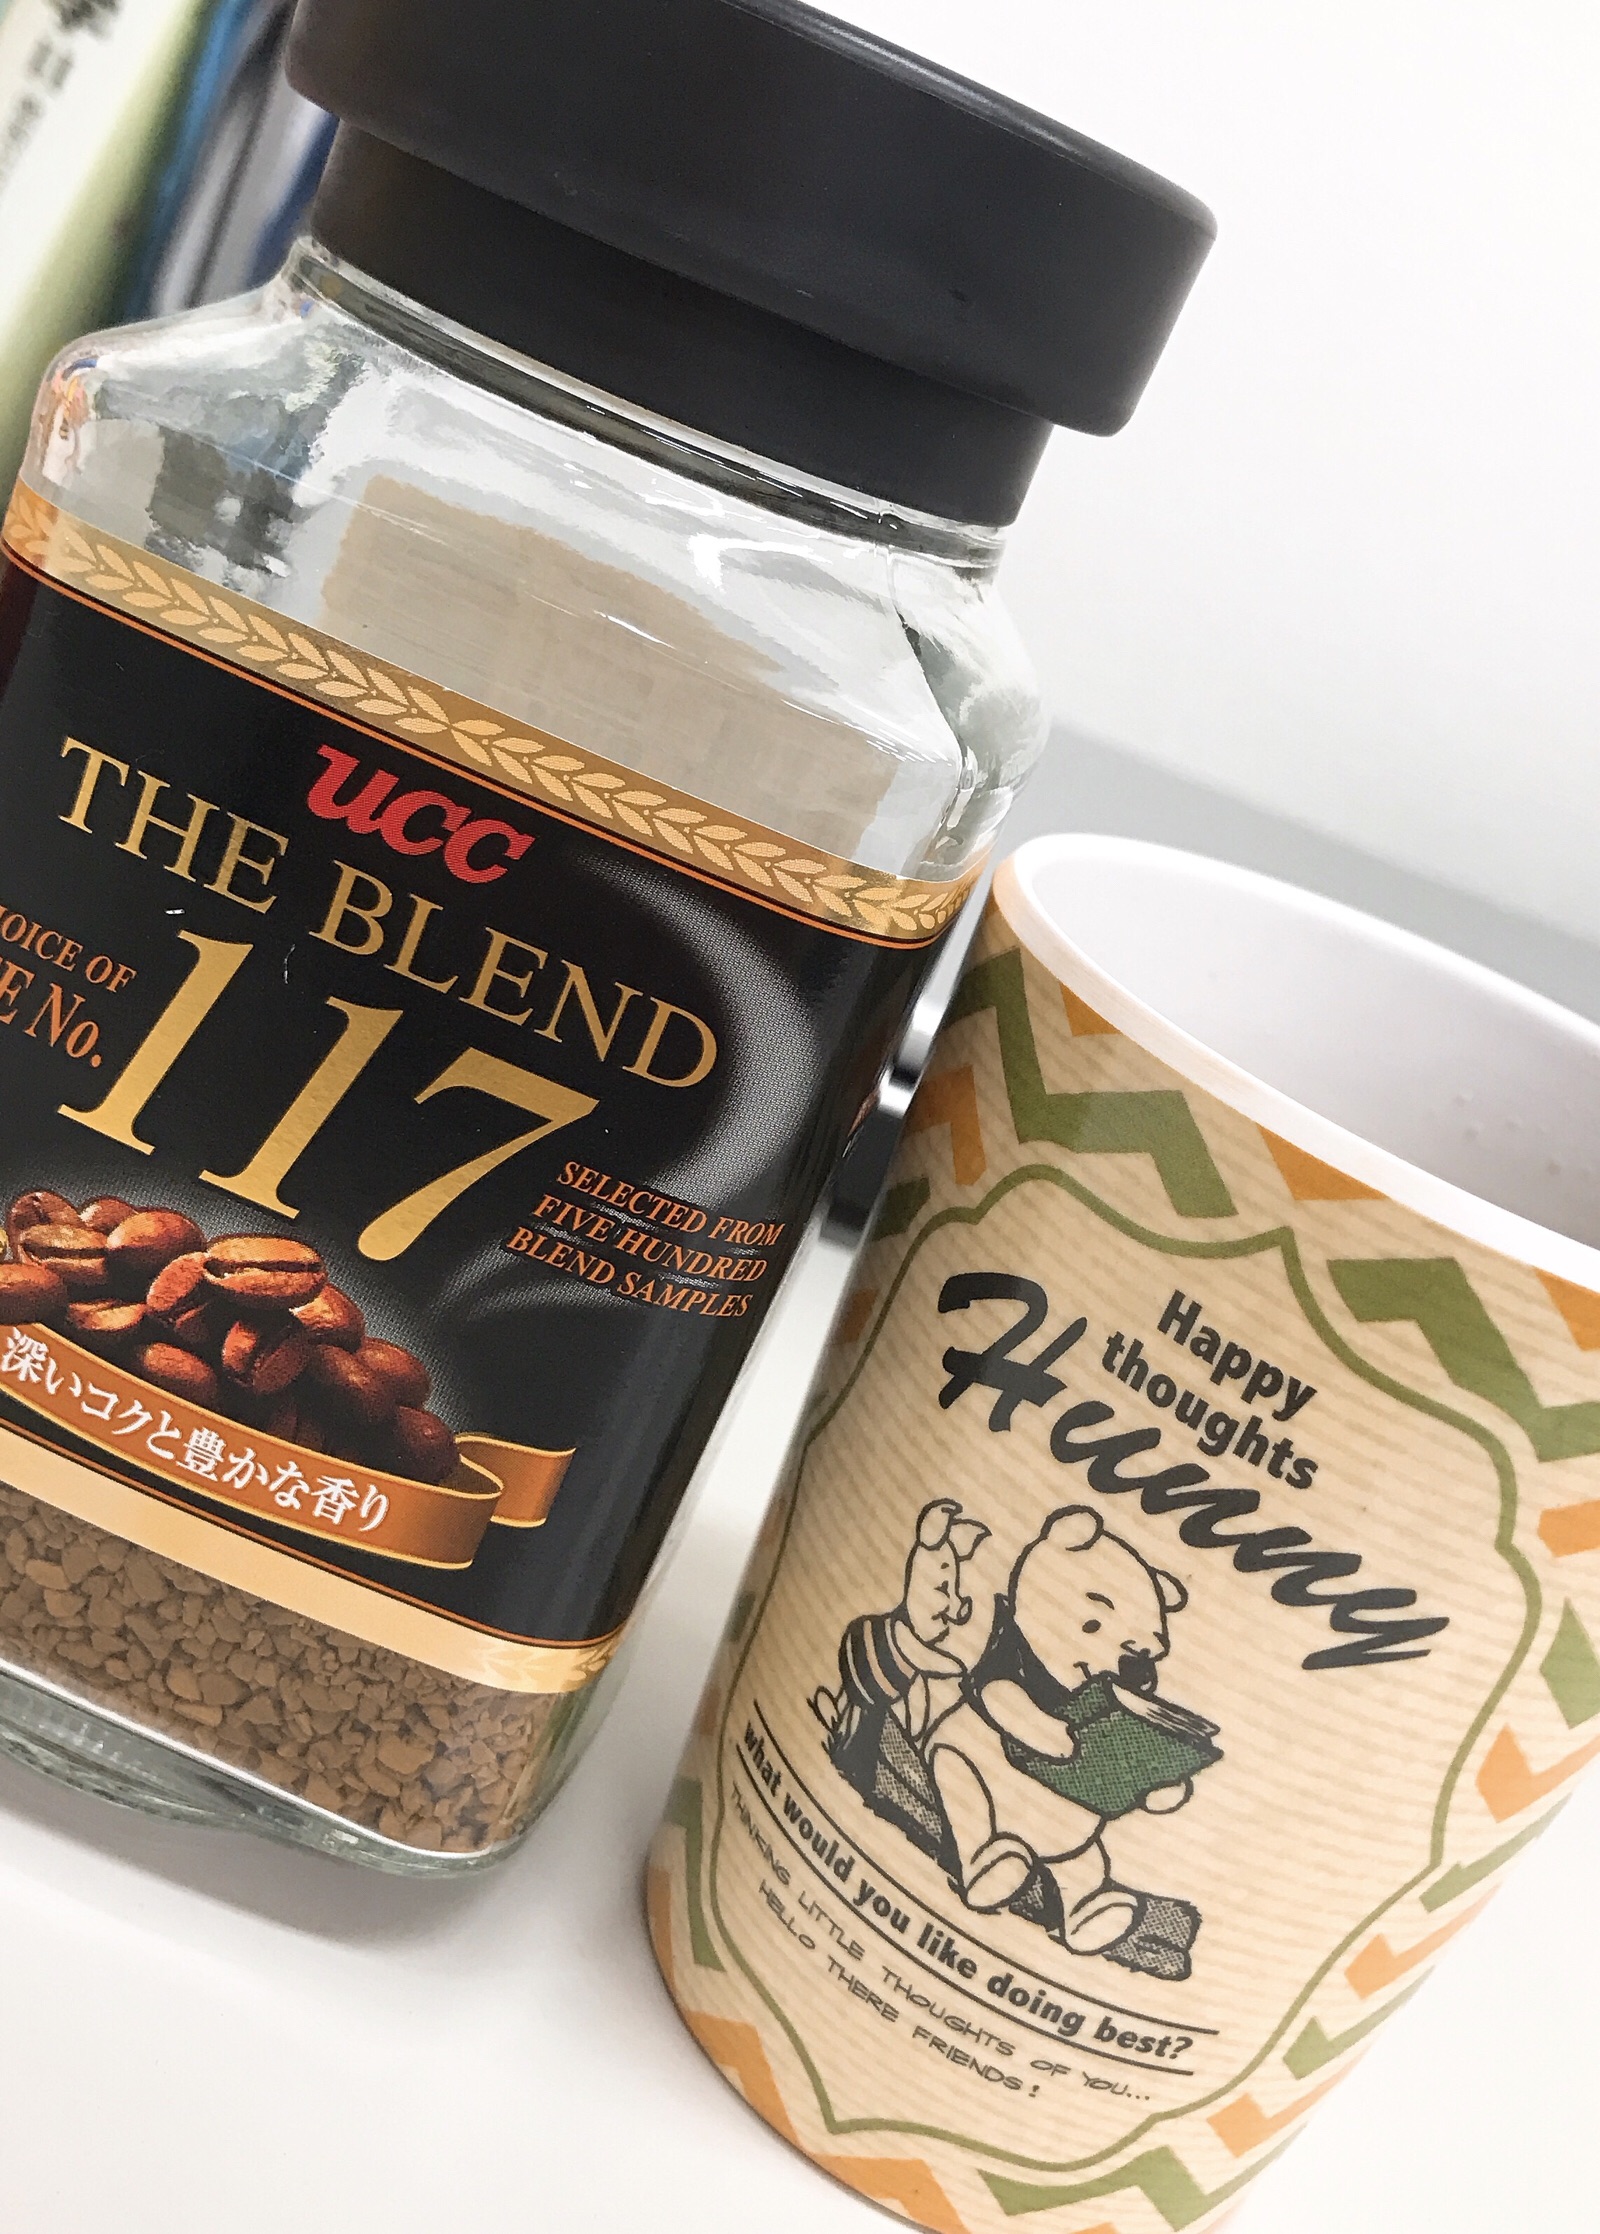 ucc
THE BLEND
OF
No.
117
SELECTED FROM
FIVE HUNDRED
BLEND SAMPLES
深いコクと豊かな香り
Happy
thoughts
Hunny
what would you like doing best?
THINKING LITTLE THOUGHTS OF YOU...
HELLO THERE FRIENDS!